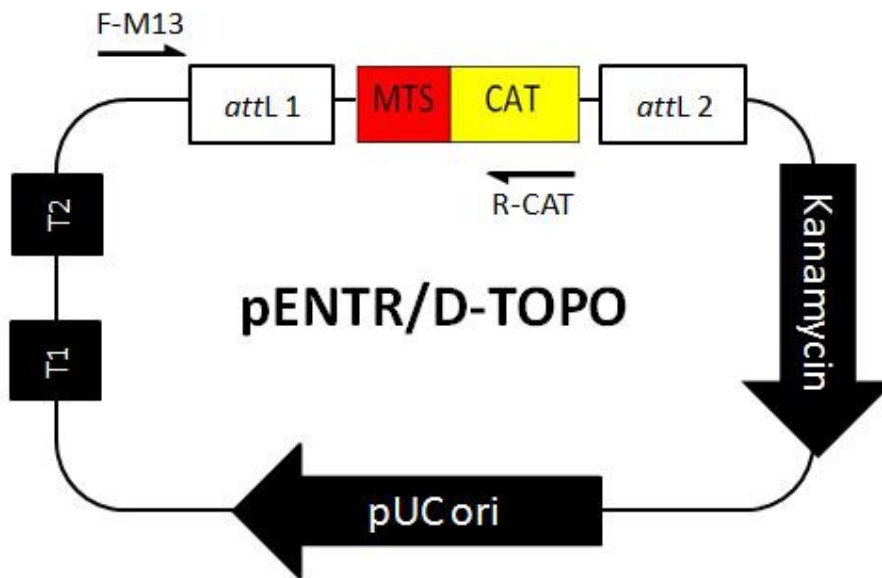 F-M13
attL 1
MTS
CAT
attL 2
R-CAT
T2
T1
pENTR/D-TOPO
Kanamycin
pUC ori